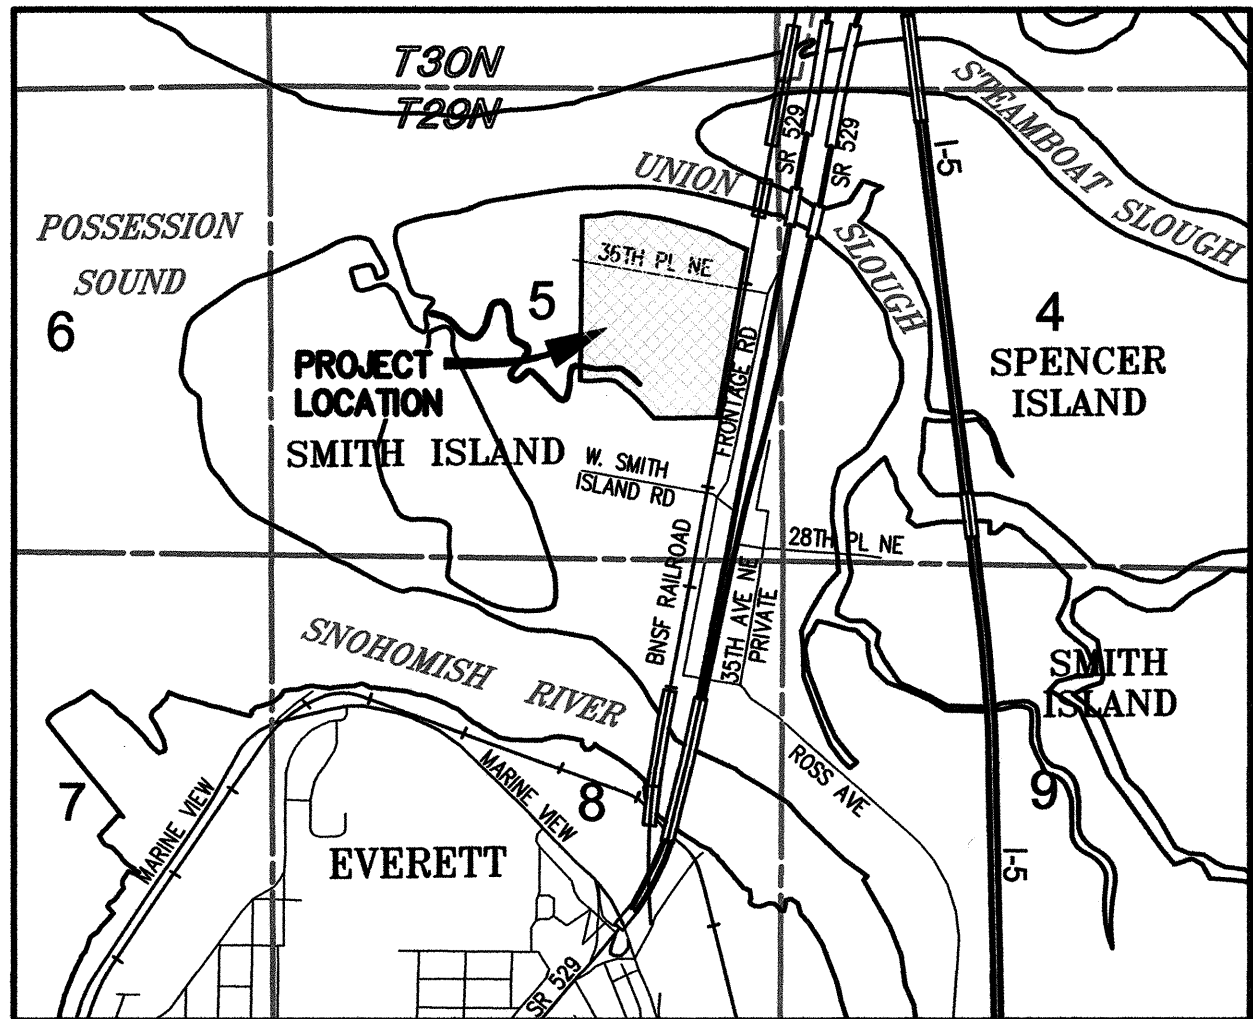 T30N
T29N
SR 529
SR 529
I-5
STEAMBOAT SLOUGH
UNION
SLOUGH
POSSESSION
SOUND
6
36TH PL NE
5
4
SPENCER
ISLAND
PROJECT
LOCATION
SMITH ISLAND
FRONTAGE RD
W. SMITH
ISLAND RD
28TH PL NE
BNSF RAILROAD
35TH AVE NE
PRIVATE
SNOHOMISH RIVER
SMITH
ISLAND
7
MARINE VIEW
MARINE VIEW
8
ROSS AVE
9
EVERETT
I-5
SR 529